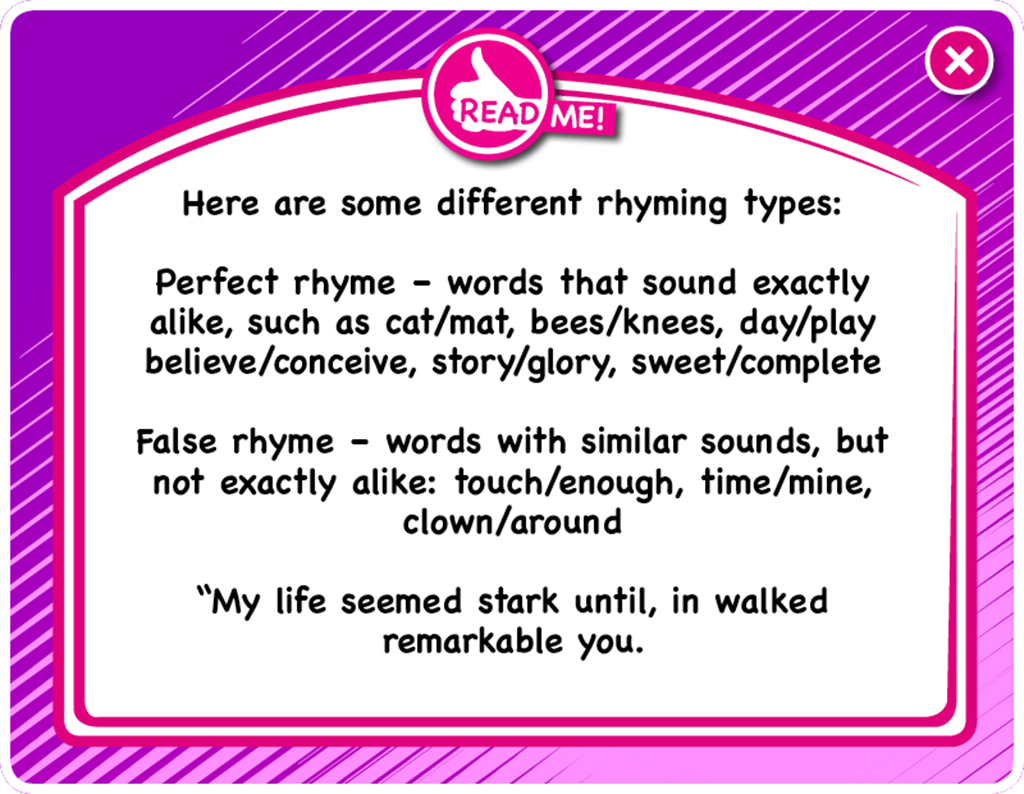 READ ME!
Here are some different rhyming types:
Perfect rhyme – words that sound exactly
alike, such as cat/mat, bees/knees, day/play
believe/conceive, story/glory, sweet/complete
False rhyme – words with similar sounds, but
not exactly alike: touch/enough, time/mine,
clown/around
“My life seemed stark until, in walked
remarkable you.